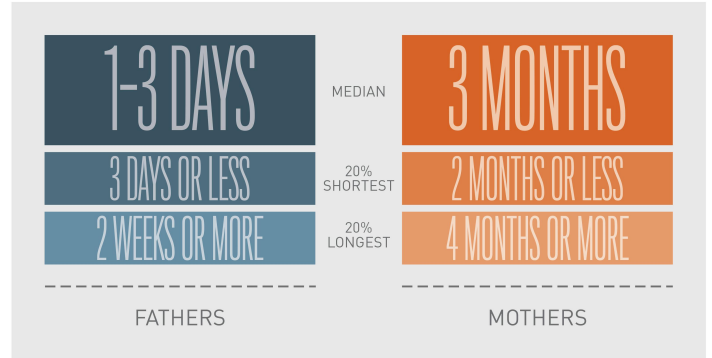 1–3 DAYS
MEDIAN
3 MONTHS
3 DAYS OR LESS
20%
SHORTEST
2 MONTHS OR LESS
2 WEEKS OR MORE
20%
LONGEST
4 MONTHS OR MORE
FATHERS
MOTHERS